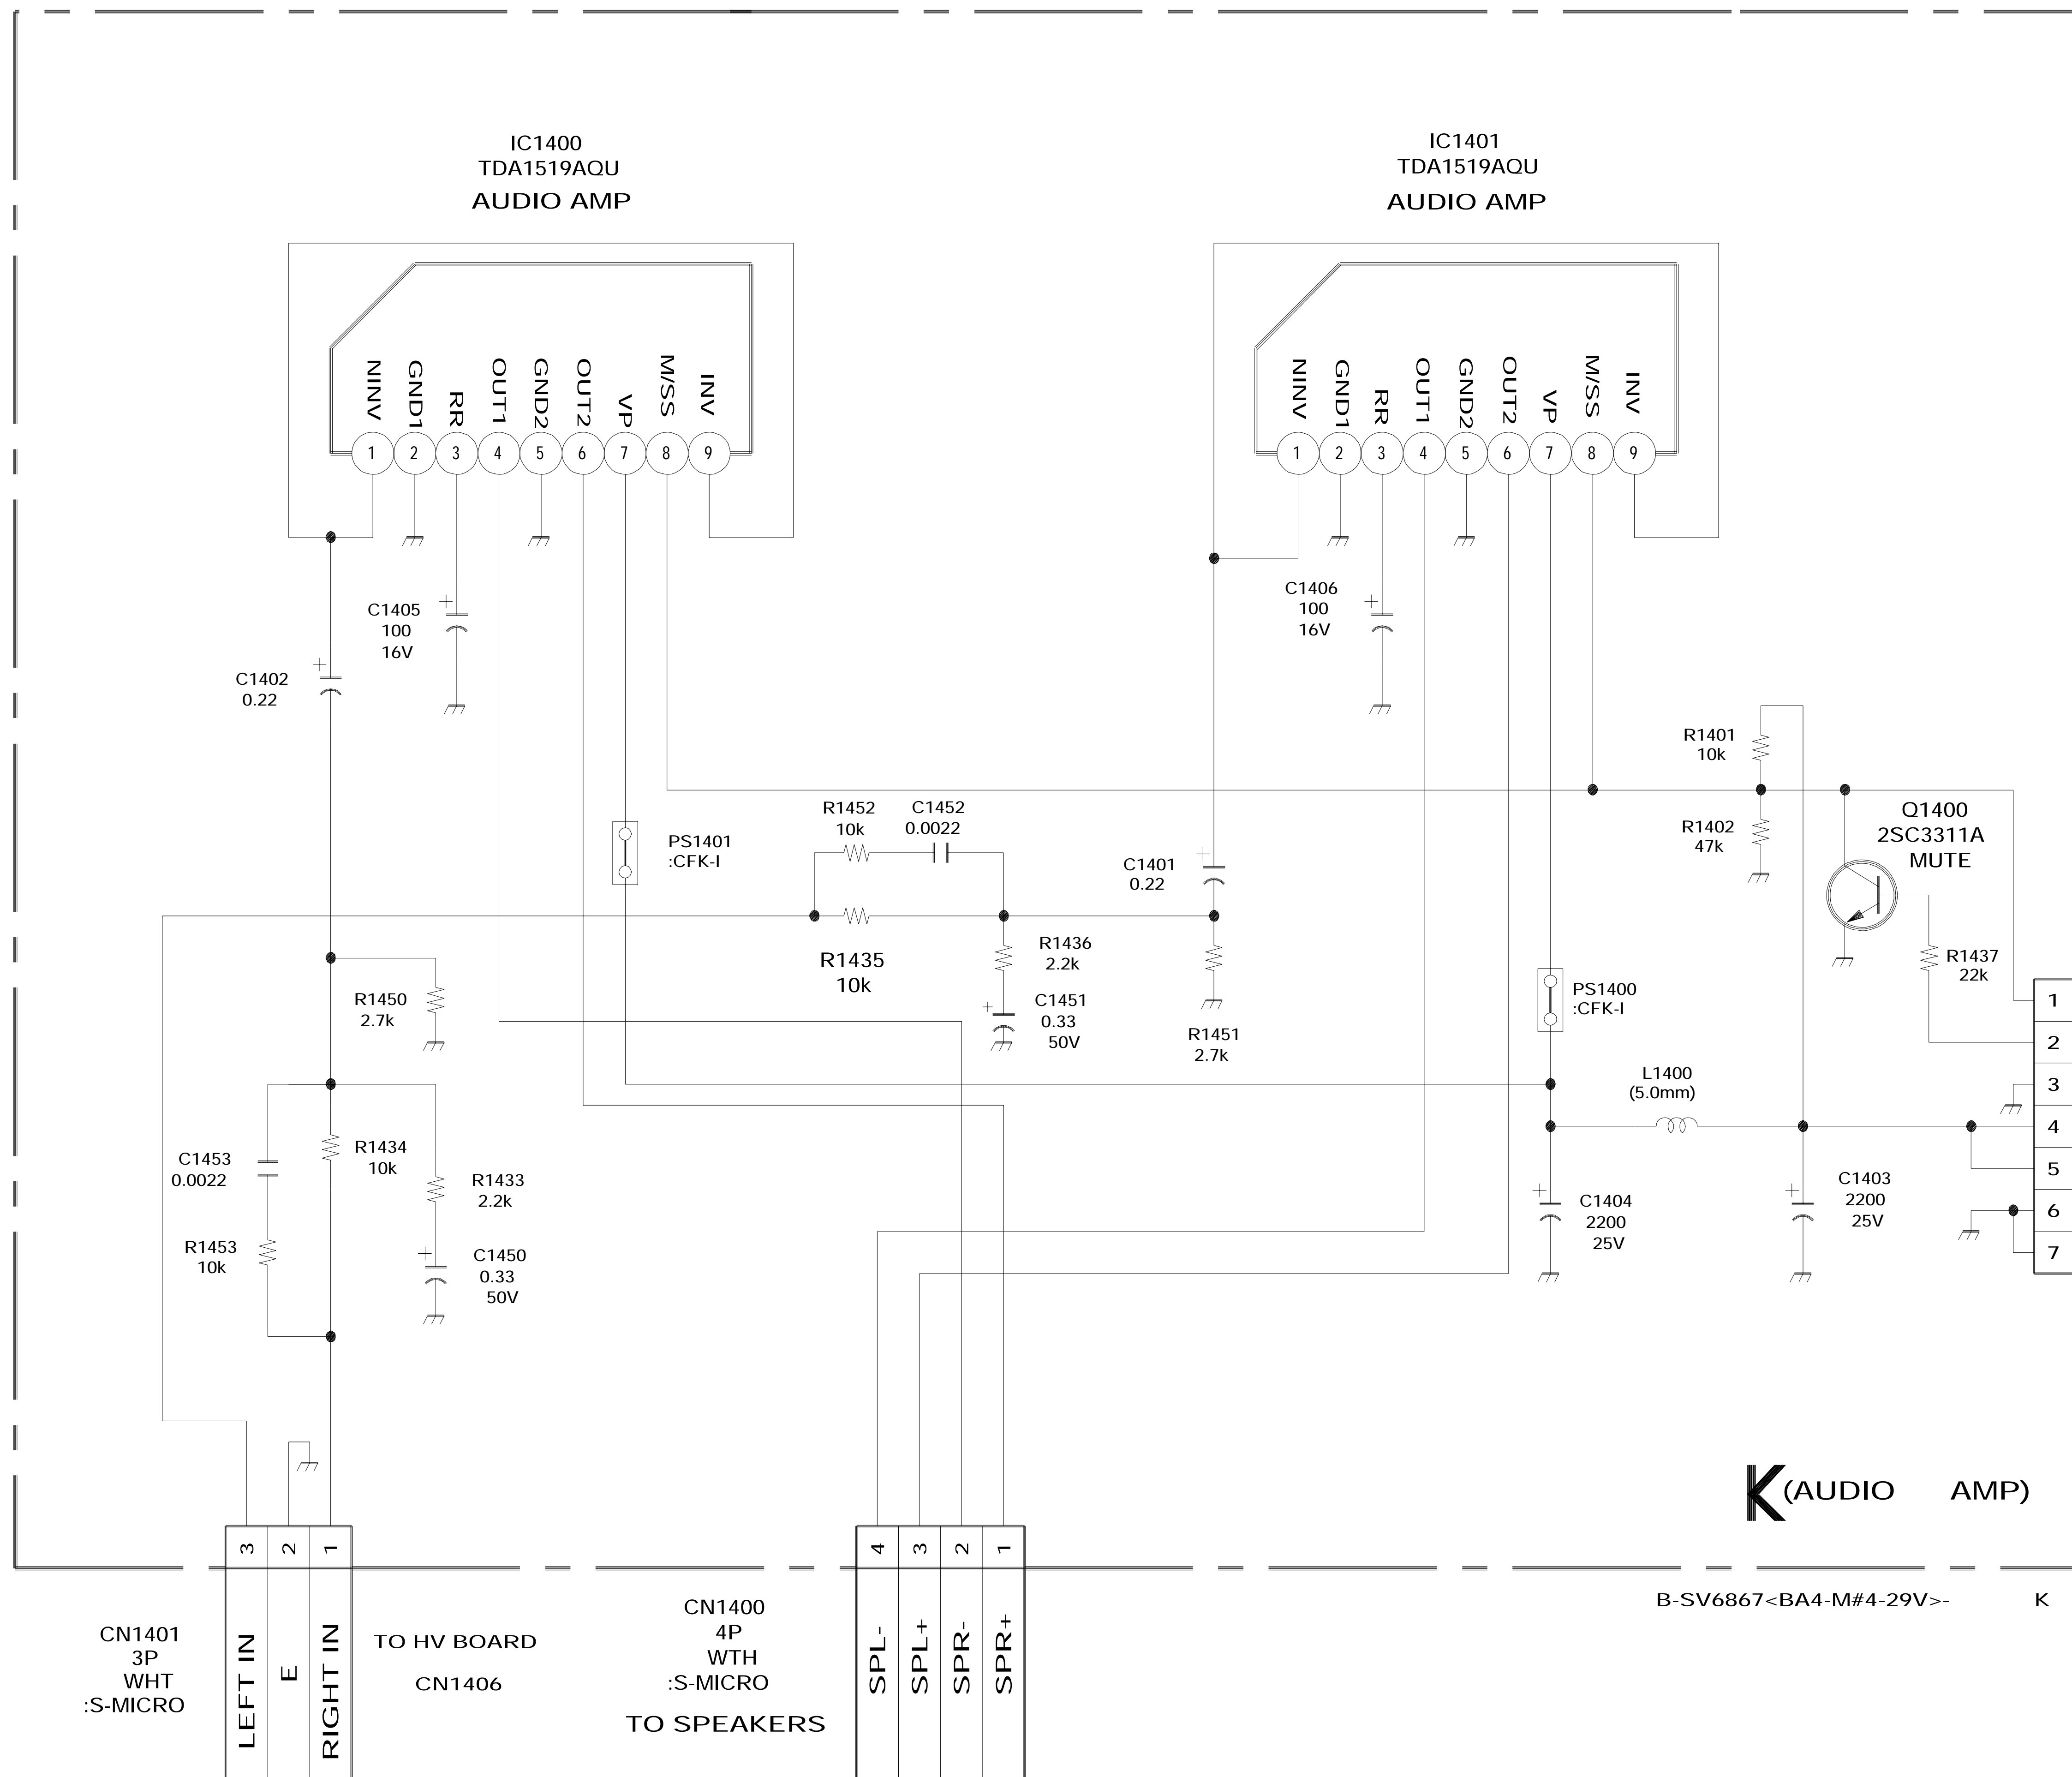 IC1400
TDA1519AQU
AUDIO AMP
IC1401
TDA1519AQU
AUDIO AMP
NINV
GND1
RR
OUT1
GND2
OUT2
VP
M/SS
INV
1
2
3
4
5
6
7
8
9
NINV
GND1
RR
OUT1
GND2
OUT2
VP
M/SS
INV
1
2
3
4
5
6
7
8
9
C1405
100
16V
C1402
0.22
C1406
100
16V
R1401
10k
R1402
47k
Q1400
2SC3311A
MUTE
R1452
10k
C1452
0.0022
PS1401
:CFK-I
C1401
0.22
R1435
10k
R1436
2.2k
C1451
0.33
50V
R1451
2.7k
R1437
22k
PS1400
:CFK-I
R1450
2.7k
L1400
(5.0mm)
1
2
3
4
5
6
7
C1453
0.0022
R1434
10k
R1433
2.2k
R1453
10k
C1450
0.33
50V
C1404
2200
25V
C1403
2200
25V
K (AUDIO AMP)
3
2
1
4
3
2
1
B-SV6867<BA4-M#4-29V>- K
CN1401
3P
WHT
:S-MICRO
LEFT IN
E
RIGHT IN
TO HV BOARD
CN1406
CN1400
4P
WTH
:S-MICRO
TO SPEAKERS
SPL-
SPL+
SPR-
SPR+